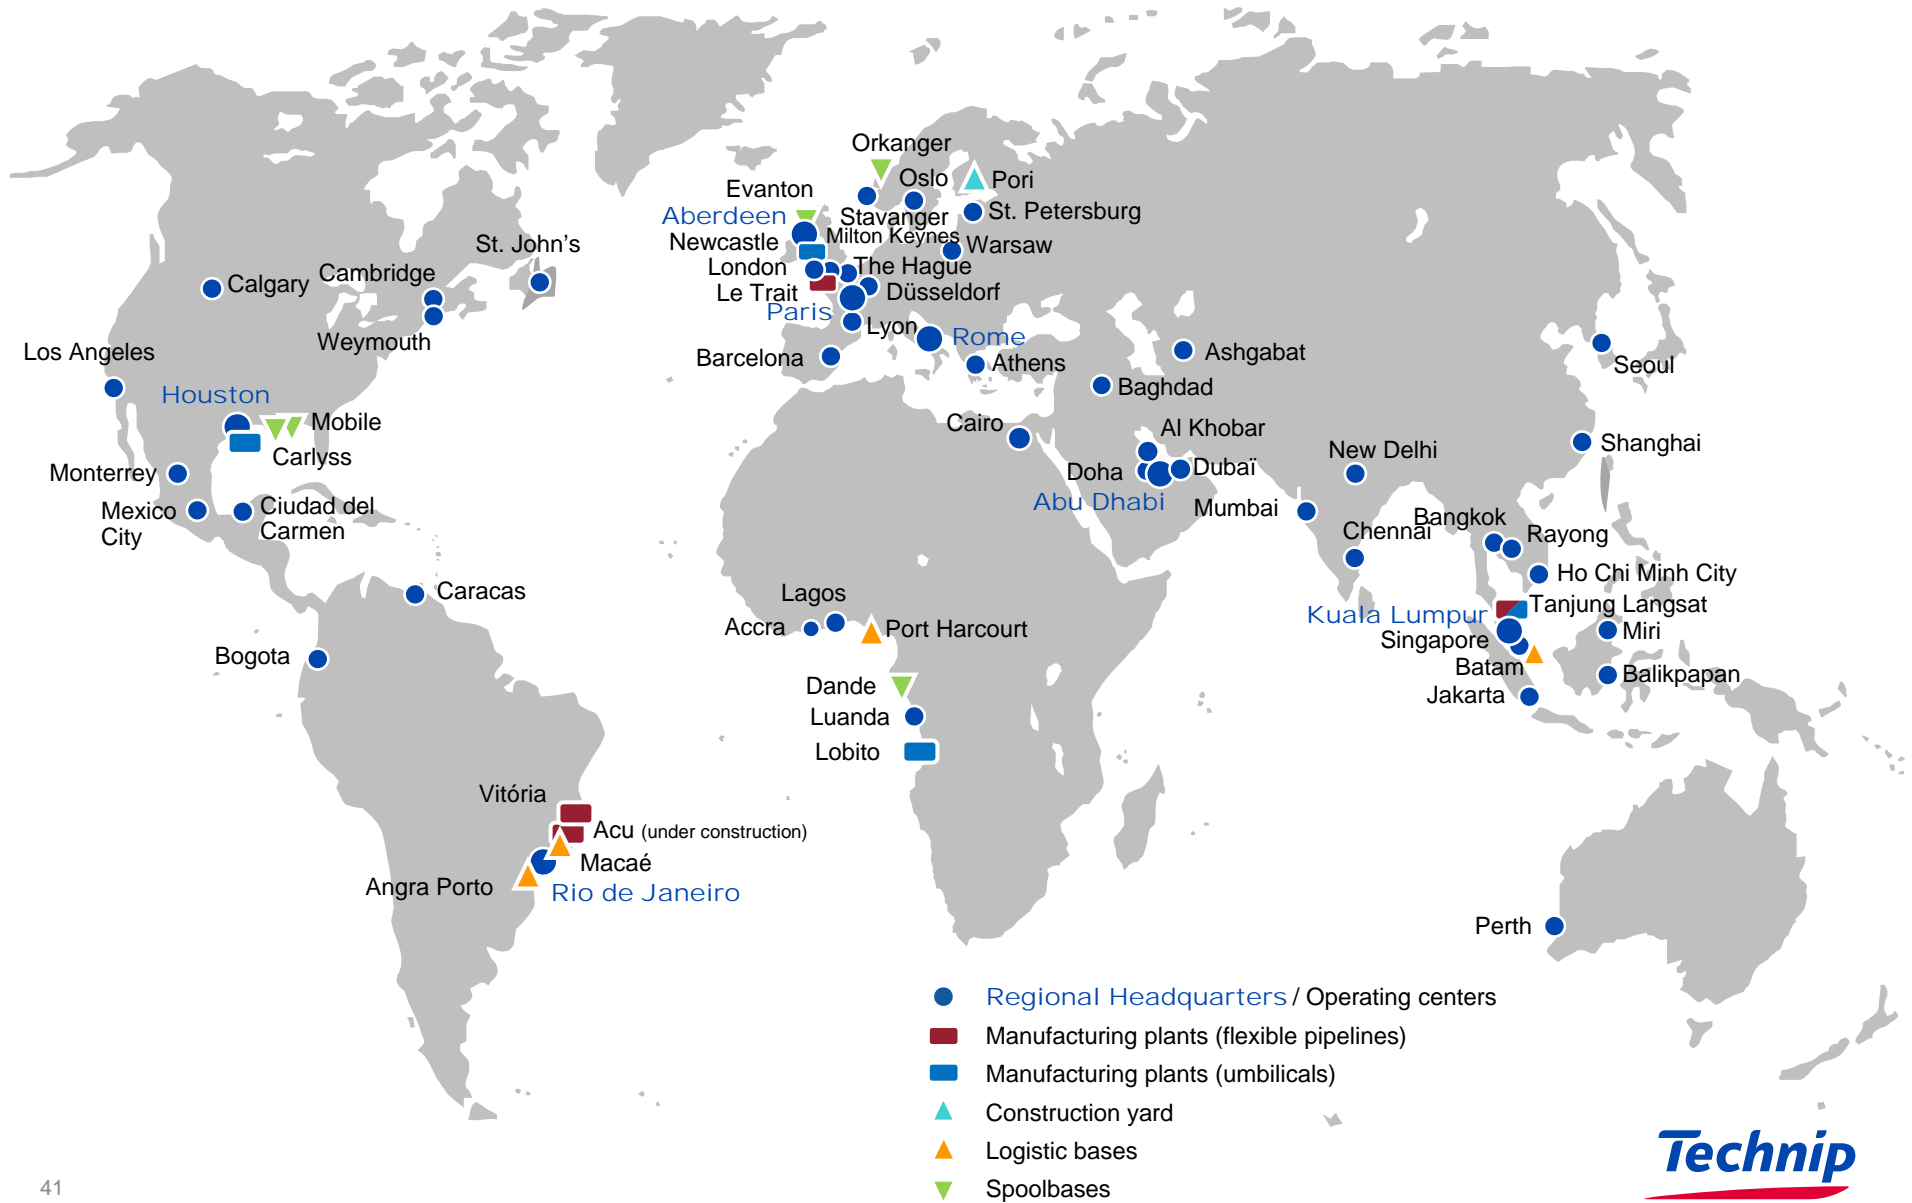 Orkanger
Oslo
Pori
Evanton
Aberdeen
Stavanger
St. Petersburg
Newcastle
Milton Keynes
Warsaw
St. John’s
London
The Hague
Calgary
Cambridge
Le Trait
Düsseldorf
Paris
Lyon
Rome
Weymouth
Los Angeles
Barcelona
Athens
Ashgabat
Seoul
Houston
Baghdad
Mobile
Cairo
Al Khobar
Carlyss
New Delhi
Shanghai
Monterrey
Doha
Dubaï
Abu Dhabi
Mumbai
Mexico
City
Ciudad del
Carmen
Bangkok
Chennaï
Rayong
Ho Chi Minh City
Caracas
Lagos
Accra
Port Harcourt
Kuala Lumpur
Tanjung Langsat
Singapore
Miri
Bogota
Batam
Balikpapan
Dande
Jakarta
Luanda
Lobito
Vitória
Acu (under construction)
Macaé
Angra Porto
Rio de Janeiro
Perth
Regional Headquarters / Operating centers
Manufacturing plants (flexible pipelines)
Manufacturing plants (umbilicals)
Construction yard
Logistic bases
Spoolbases
Technip
41